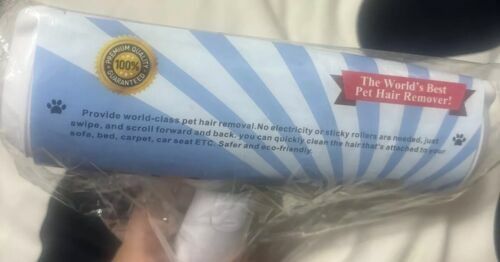 PREMIUM QUALITY
100%
GUARANTEED
The World's Best
Pet Hair Remover!
Provide world-class pet hair removal.No electricity or sticky rollers are needed, just
swipe, and scroll forward and back, you can quickly clean the hair that's attached to your
sofa, bed, carpet, car seat ETC. Safer and eco-friendly.